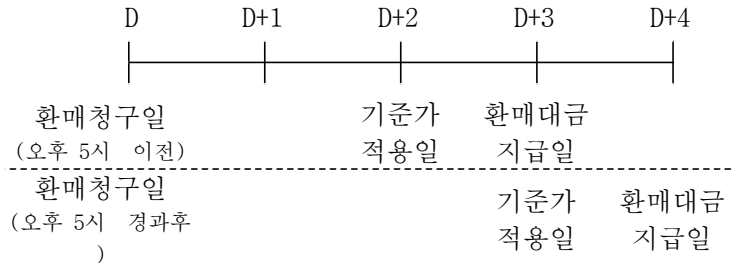 D D+1 D+2 D+3 D+4
환매청구일 기준가 환매대금
(오후 5시 이전) 적용일 지급일
환매청구일 기준가 환매대금
(오후 5시 경과후 적용일 지급일
)